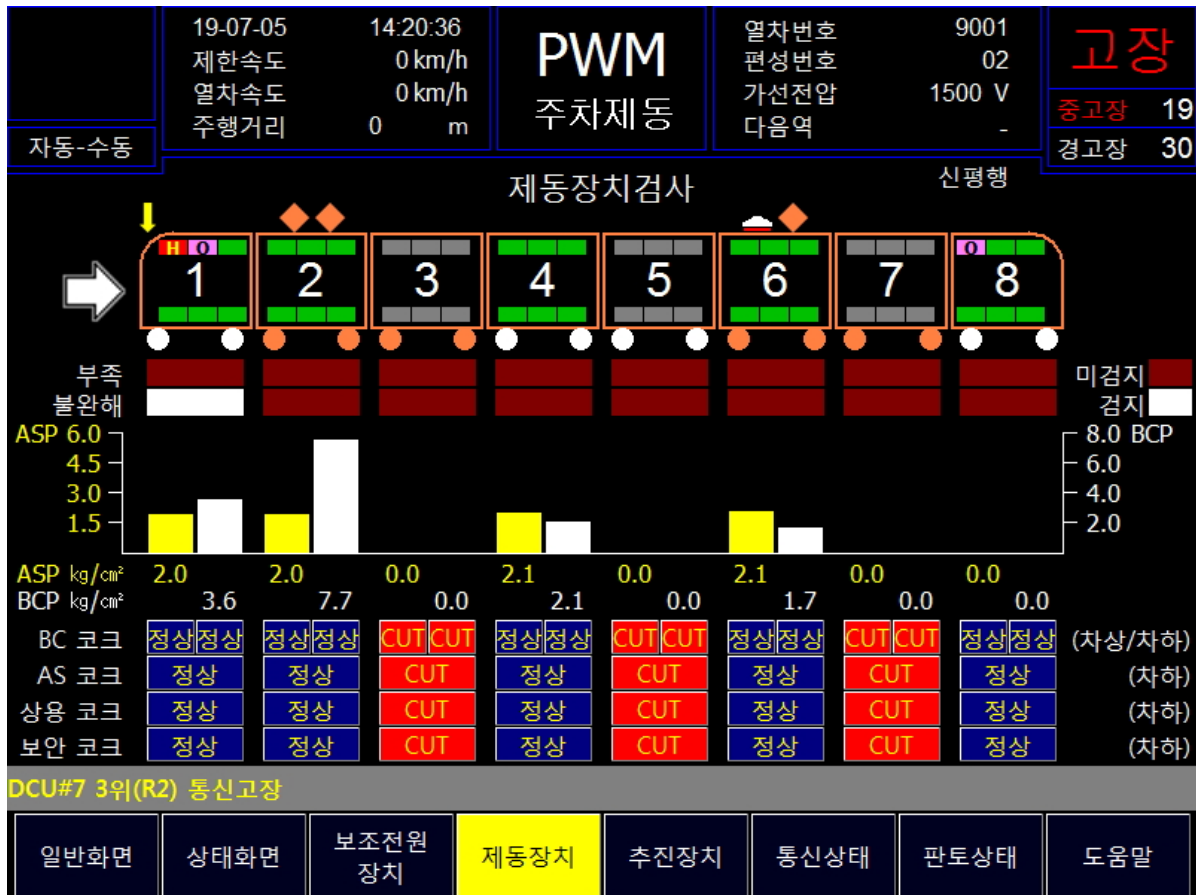 19-07-05 14:20:36
제한속도 0 km/h
열차속도 0 km/h
주행거리 0 m
자동-수동
PWM
주차제동
열차번호 9001
편성번호 02
가선전압 1500 V
다음역 -
고장
중고장 19
경고장 30
제동장치검사
신평행
H O O
1 2 3 4 5 6 7 8
부족
불완해
미검지
검지
ASP 6.0 8.0 BCP
4.5 6.0
3.0 4.0
1.5 2.0
ASP kg/cm² 2.0 2.0 0.0 2.1 0.0 2.1 0.0 0.0
BCP kg/cm² 3.6 7.7 0.0 2.1 0.0 1.7 0.0 0.0
BC 코크 정상 정상 정상 정상 CUT CUT 정상 정상 CUT CUT 정상 정상 CUT CUT 정상 정상 (차상/차하)
AS 코크 정상 정상 CUT 정상 CUT 정상 CUT 정상 (차하)
상용 코크 정상 정상 CUT 정상 CUT 정상 CUT 정상 (차하)
보안 코크 정상 정상 CUT 정상 CUT 정상 CUT 정상 (차하)
DCU#7 3위(R2) 통신고장
일반화면 상태화면 보조전원 장치 제동장치 추진장치 통신상태 판토상태 도움말